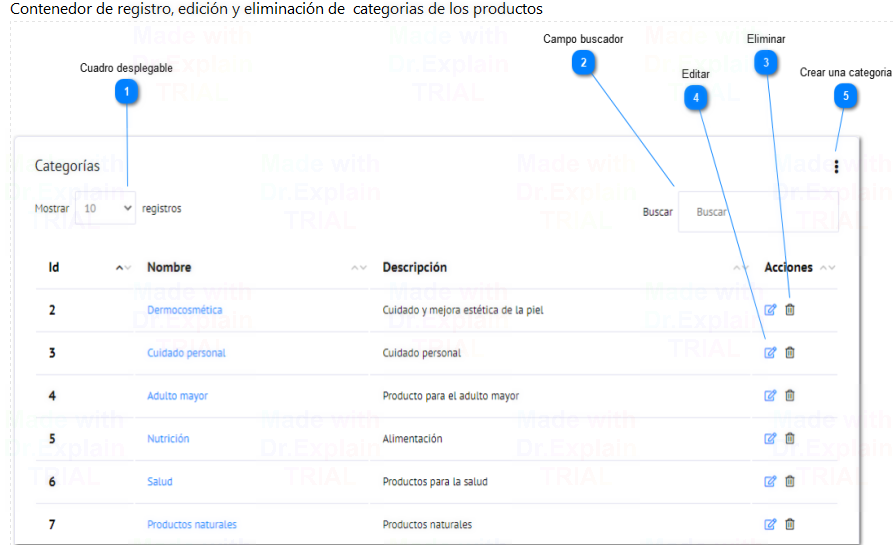 Contenedor de registro, edición y eliminación de categorias de los productos
Campo buscador
Eliminar
Cuadro desplegable
Editar
Crear una categoria
2
3
1
4
5
Categorías
Mostrar 10 registros
Buscar Buscar
Id Nombre Descripción Acciones
2 Dermocosmética Cuidado y mejora estética de la piel
3 Cuidado personal Cuidado personal
4 Adulto mayor Producto para el adulto mayor
5 Nutrición Alimentación
6 Salud Productos para la salud
7 Productos naturales Productos naturales
Made with
Dr.Explain
TRIAL